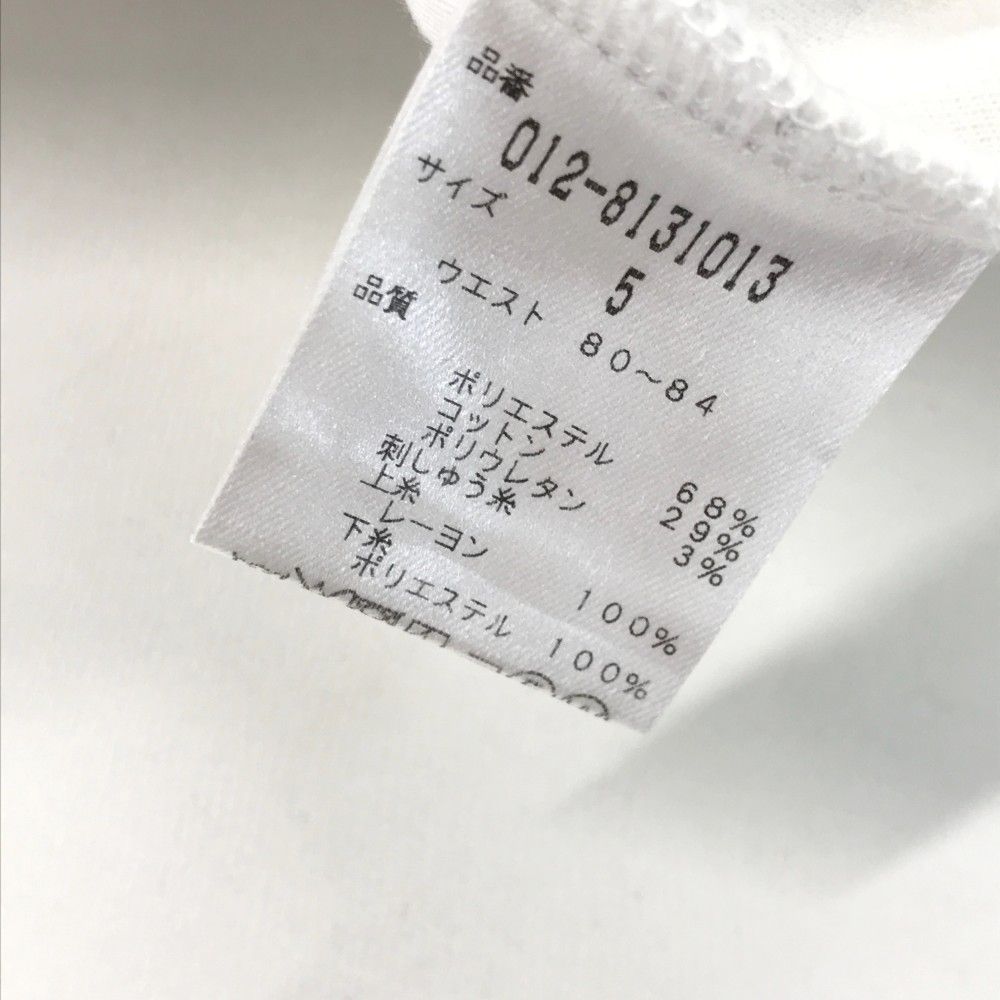 品番
012-8131013
サイズ
5
ウエスト 80~84
品質
ポリエステル 68%
コットン 29%
ポリウレタン 3%
刺しゅう糸
上糸
レーヨン 100%
下糸
ポリエステル 100%